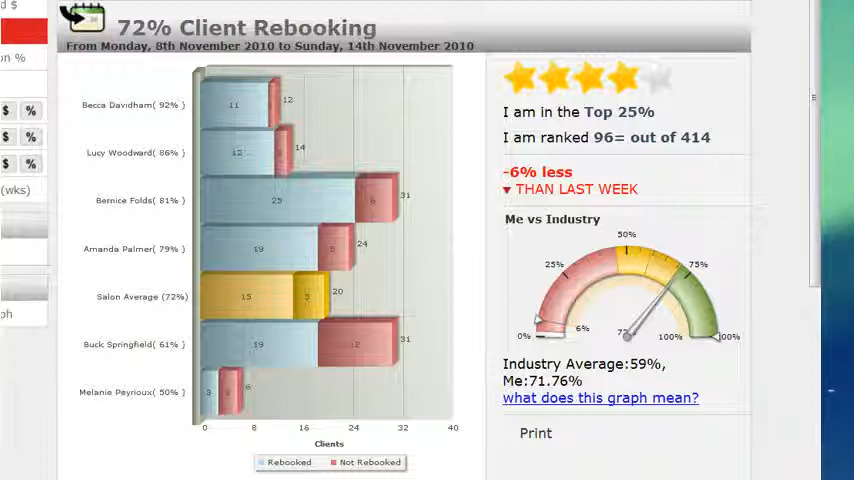 d $
on %
$ %
$ %
$ %
(wks)
ph
72% Client Rebooking
From Monday, 8th November 2010 to Sunday, 14th November 2010
Becca Davidham( 92% ) 11 12
Lucy Woodward( 86% ) 12 14
Bernice Folds( 81% ) 25 6 31
Amanda Palmer( 79% ) 19 5 24
Salon Average (72%) 15 5 20
Buck Springfield( 61% ) 19 12 31
Melanie Peyrioux( 50% ) 3 3 6
0 8 16 24 32 40
Clients
Rebooked Not Rebooked
I am in the Top 25%
I am ranked 96= out of 414
-6% less
THAN LAST WEEK
Me vs Industry
50%
25% 75%
0% 6% 72 100% 00%
Industry Average:59%,
Me:71.76%
what does this graph mean?
Print